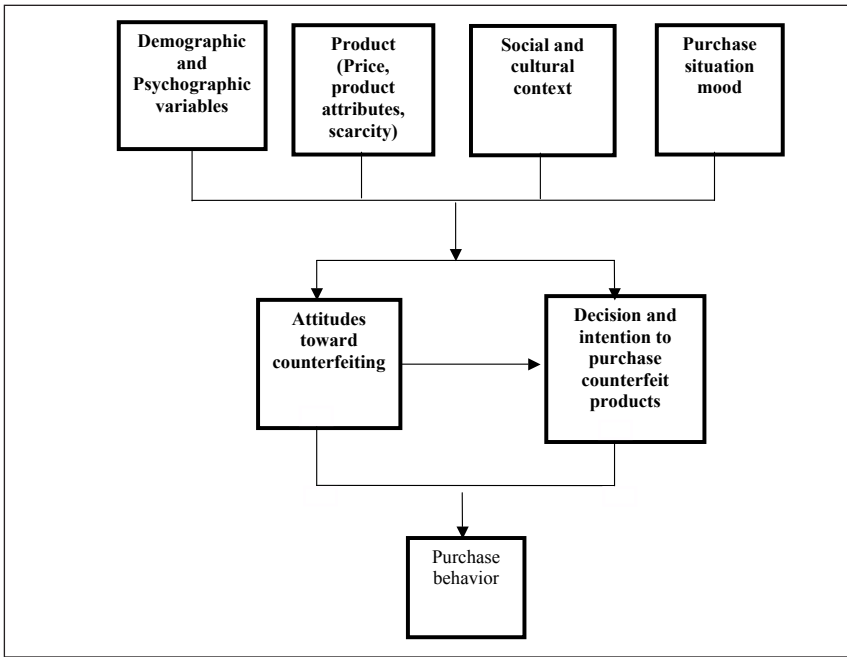 Demographic
and
Psychographic
variables
Product
(Price,
product
attributes,
scarcity)
Social and
cultural
context
Purchase
situation
mood
Attitudes
toward
counterfeiting
Decision and
intention to
purchase
counterfeit
products
Purchase
behavior